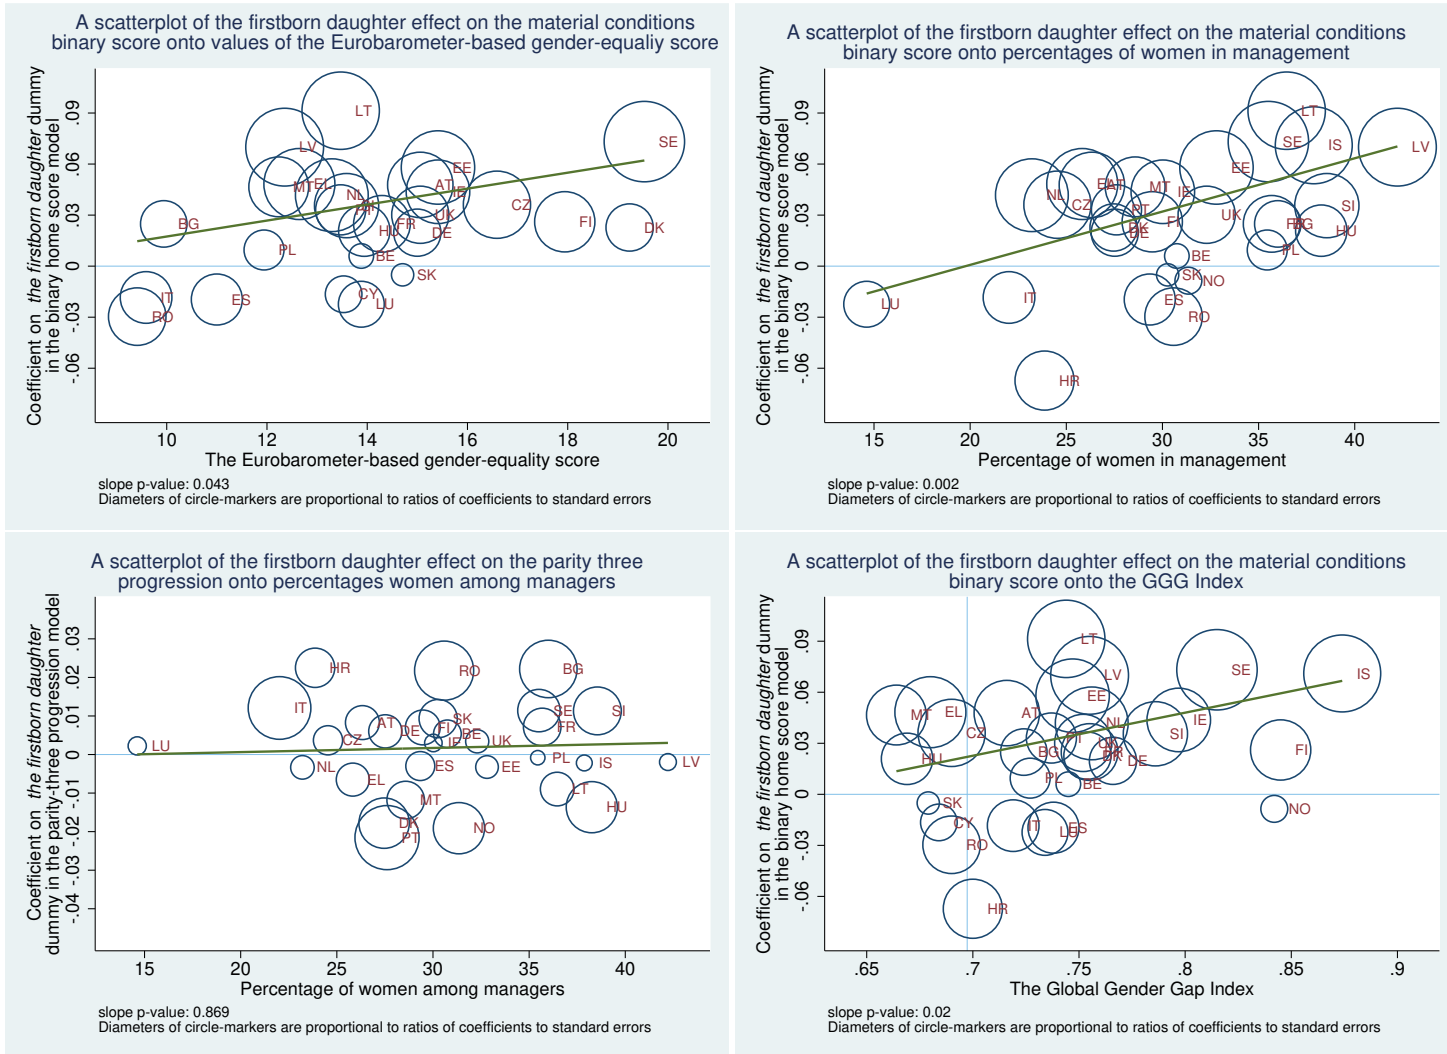 A scatterplot of the firstborn daughter effect on the material conditions
binary score onto values of the Eurobarometer-based gender-equaliy score
Coefficient on the firstborn daughter dummy
in the binary home score model
.09
.06
.03
0
-.03
-.06
LT
SE
LV
EE
MT
EL
AT
IE
NL
CZ
BG
UK
FR
FI
DK
HU
DE
PL
BE
SK
IT
ES
CY
LU
RO
10
12
14
16
18
20
The Eurobarometer-based gender-equality score
slope p-value: 0.043
Diameters of circle-markers are proportional to ratios of coefficients to standard errors
A scatterplot of the firstborn daughter effect on the material conditions
binary score onto percentages of women in management
Coefficient on the firstborn daughter dummy
in the binary home score model
.09
.06
.03
0
-.03
-.06
LT
SE
IS
LV
EE
AT
MT
IE
NL
CZ
PT
UK
SI
FI
BG
HU
DE
PL
BE
SK
NO
IT
ES
LU
RO
HR
15
20
25
30
35
40
Percentage of women in management
slope p-value: 0.002
Diameters of circle-markers are proportional to ratios of coefficients to standard errors
A scatterplot of the firstborn daughter effect on the parity three
progression onto percentages women among managers
Coefficient on the firstborn daughter
dummy in the parity-three progression model
.03
.02
.01
0
-.01
-.02
-.03
-.04
HR
RO
BG
IT
SE
SI
SK
AT
FR
DE
FI
BE
CZ
IE
UK
LU
PL
IS
LV
NL
ES
EE
EL
LT
MT
HU
DK
NO
PT
15
20
25
30
35
40
Percentage of women among managers
slope p-value: 0.869
Diameters of circle-markers are proportional to ratios of coefficients to standard errors
A scatterplot of the firstborn daughter effect on the material conditions
binary score onto the GGG Index
Coefficient on the firstborn daughter dummy
in the binary home score model
.09
.06
.03
0
-.03
-.06
LT
SE
IS
LV
EE
MT
EL
AT
NL
IE
CZ
SI
BG
FI
HU
DE
PL
BE
SK
NO
CY
IT
ES
RO
HR
.65
.7
.75
.8
.85
.9
The Global Gender Gap Index
slope p-value: 0.02
Diameters of circle-markers are proportional to ratios of coefficients to standard errors